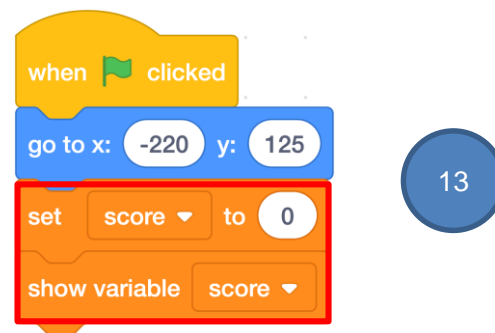 when clicked
go to x: -220 y: 125
set score to 0
show variable score
13